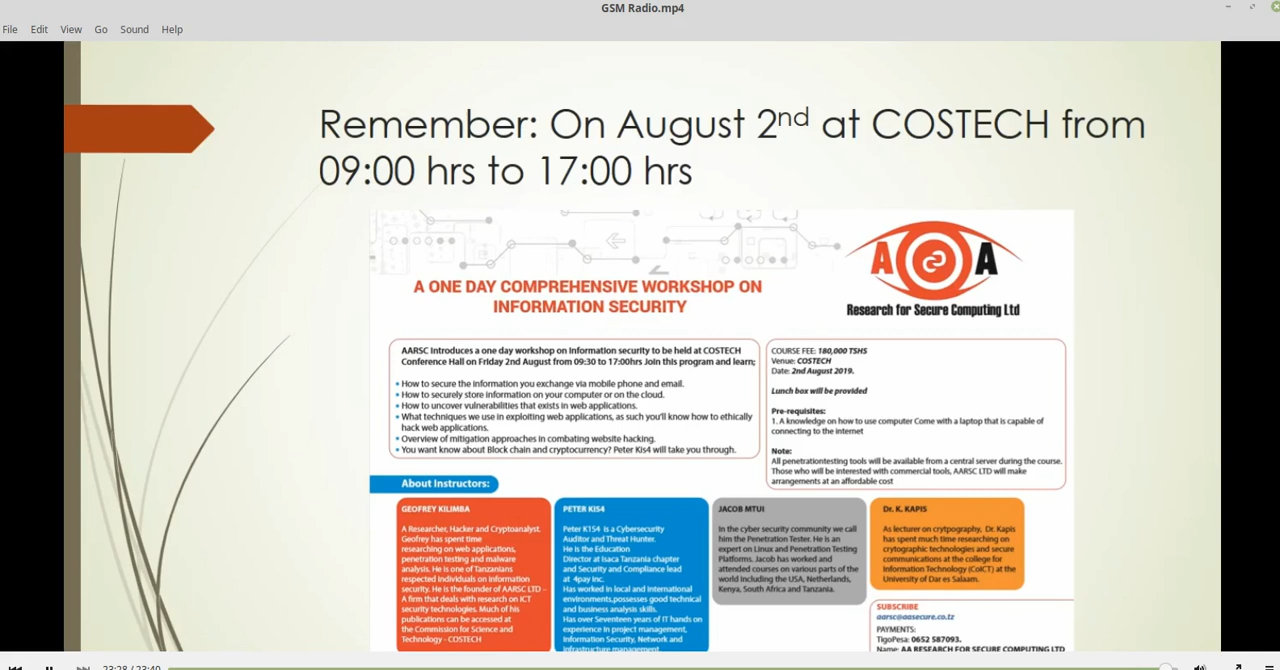 GSM Radio.mp4
File Edit View Go Sound Help
Remember: On August 2nd at COSTECH from
09:00 hrs to 17:00 hrs
A ONE DAY COMPREHENSIVE WORKSHOP ON
INFORMATION SECURITY
A A
Research for Secure Computing Ltd
AARSC Introduces a one day workshop on information security to be held at COSTECH
Conference Hall on Friday 2nd August from 09:30 to 17:00hrs Join this program and learn;
• How to secure the information you exchange via mobile phone and email.
• How to securely store information on your computer or on the cloud.
• How to uncover vulnerabilities that exists in web applications.
• What techniques we use in exploiting web applications, as such you'll know how to ethically
hack web applications.
• Overview of mitigation approaches in combating website hacking.
• You want know about Block chain and cryptocurrency? Peter Kis4 will take you through.
COURSE FEE: 180,000 TSHS
Venue: COSTECH
Date: 2nd August 2019.
Lunch box will be provided
Pre-requisites:
1. A knowledge on how to use computer Come with a laptop that is capable of
connecting to the internet
Note:
All penetrationtesting tools will be available from a central server during the course.
Those who will be interested with commercial tools, AARSC LTD will make
arrangements at an affordable cost
About Instructors:
GEOFREY KILIMBA
A Researcher, Hacker and Cryptoanalyst.
Geofrey has spent time
researching on web applications,
penetration testing and malware
analysis. He is one of Tanzanians
respected individuals on information
security. He is the founder of AARSC LTD -
A firm that deals with research on ICT
security technologies. Much of his
publications can be accessed at
the Commission for Science and
Technology - COSTECH
PETER KIS4
Peter K1S4 is a Cybersecurity
Auditor and Threat Hunter.
He is the Education
Director at Isaca Tanzania chapter
and Security and Compliance lead
at 4pay inc.
Has worked in local and international
environments,possesses good technical
and business analysis skills.
Has over Seventeen years of IT hands on
experience in project management,
Information Security, Network and
Infrastructure management
JACOB MTUI
In the cyber security community we call
him the Penetration Tester. He is an
expert on Linux and Penetration Testing
Platforms. Jacob has worked and
attended courses on various parts of the
world including the USA, Netherlands,
Kenya, South Africa and Tanzania.
Dr. K. KAPIS
As lecturer on crytpography, Dr. Kapis
has spent much time researching on
crytographic technologies and secure
communications at the college for
Information Technology (CoICT) at the
University of Dar es Salaam.
SUBSCRIBE
aarsc@aasecure.co.tz
PAYMENTS:
TigoPesa: 0652 587093.
Name: AA RESEARCH FOR SECURE COMPUTING LTD
23:28 / 23:40